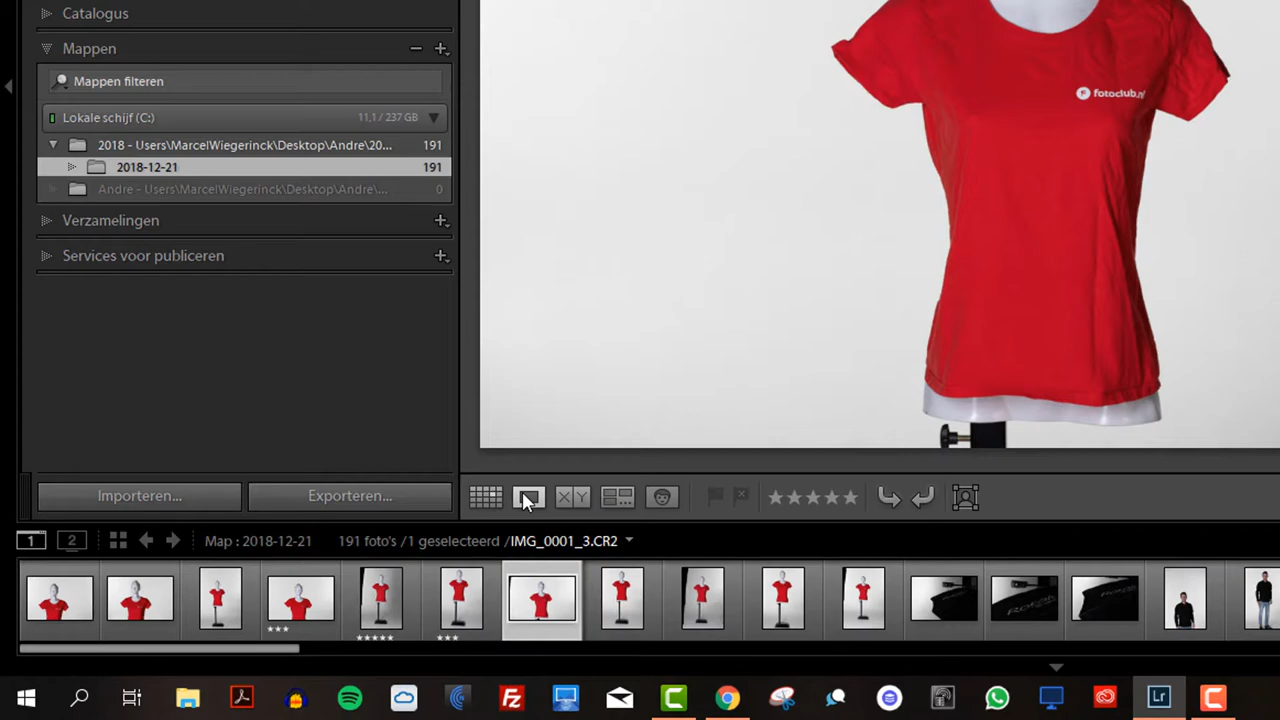 Catalogus
Mappen
Mappen filteren
Lokale schijf (C:) 11,1 / 237 GB
2018 - Users\MarcelWiegerinck\Desktop\Andre\20... 191
2018-12-21 191
Andre - Users\MarcelWiegerinck\Desktop\Andre\... 0
Verzamelingen
Services voor publiceren
fotoclub.nl
Importeren... Exporteren...
X Y
1 2 Map : 2018-12-21 191 foto's /1 geselecteerd /IMG_0001_3.CR2
Fz C Lr C